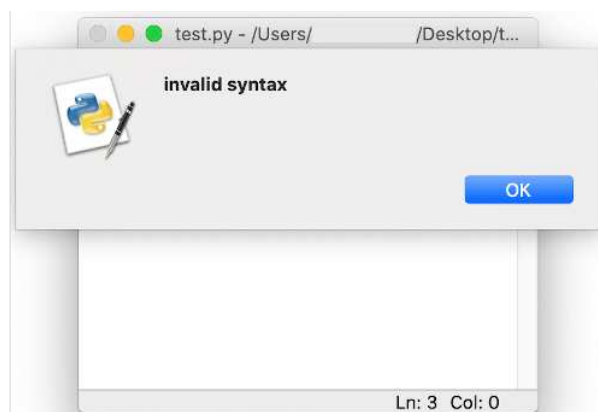 test.py - /Users/ /Desktop/t...
invalid syntax
OK
Ln: 3 Col: 0